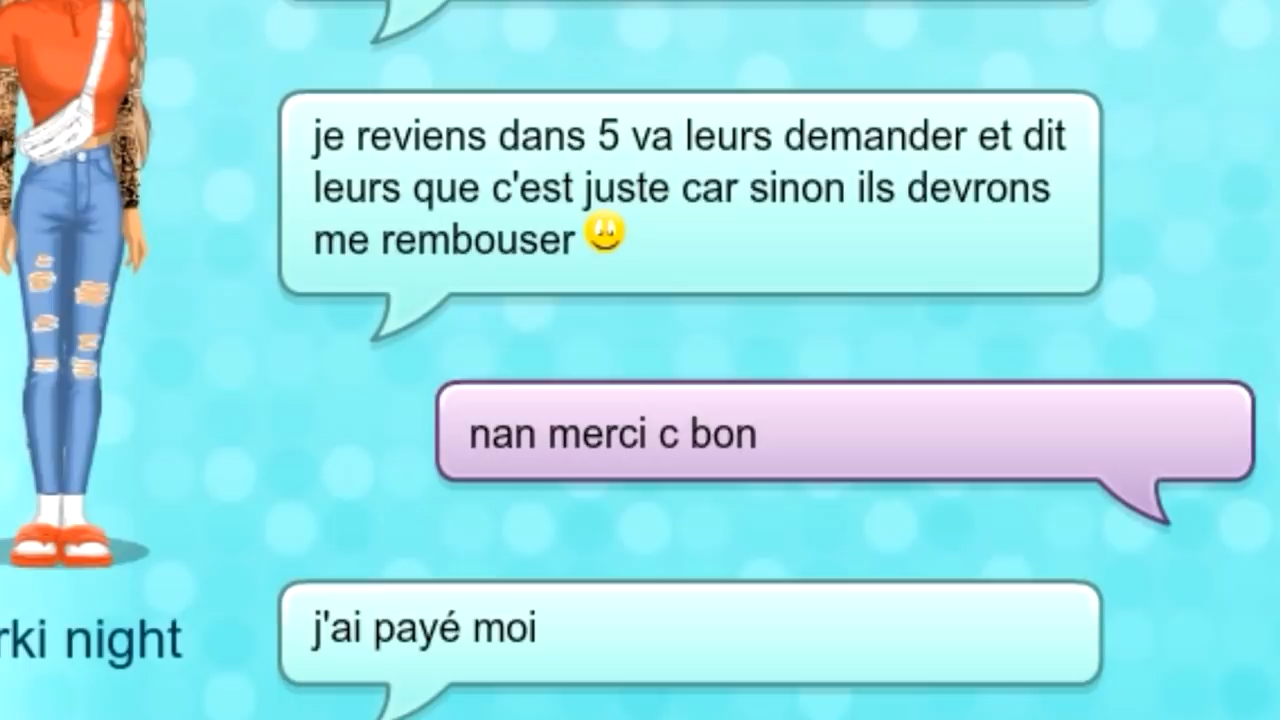 je reviens dans 5 va leurs demander et dit
leurs que c'est juste car sinon ils devrons
me rembouser
nan merci c bon
j'ai payé moi
rki night